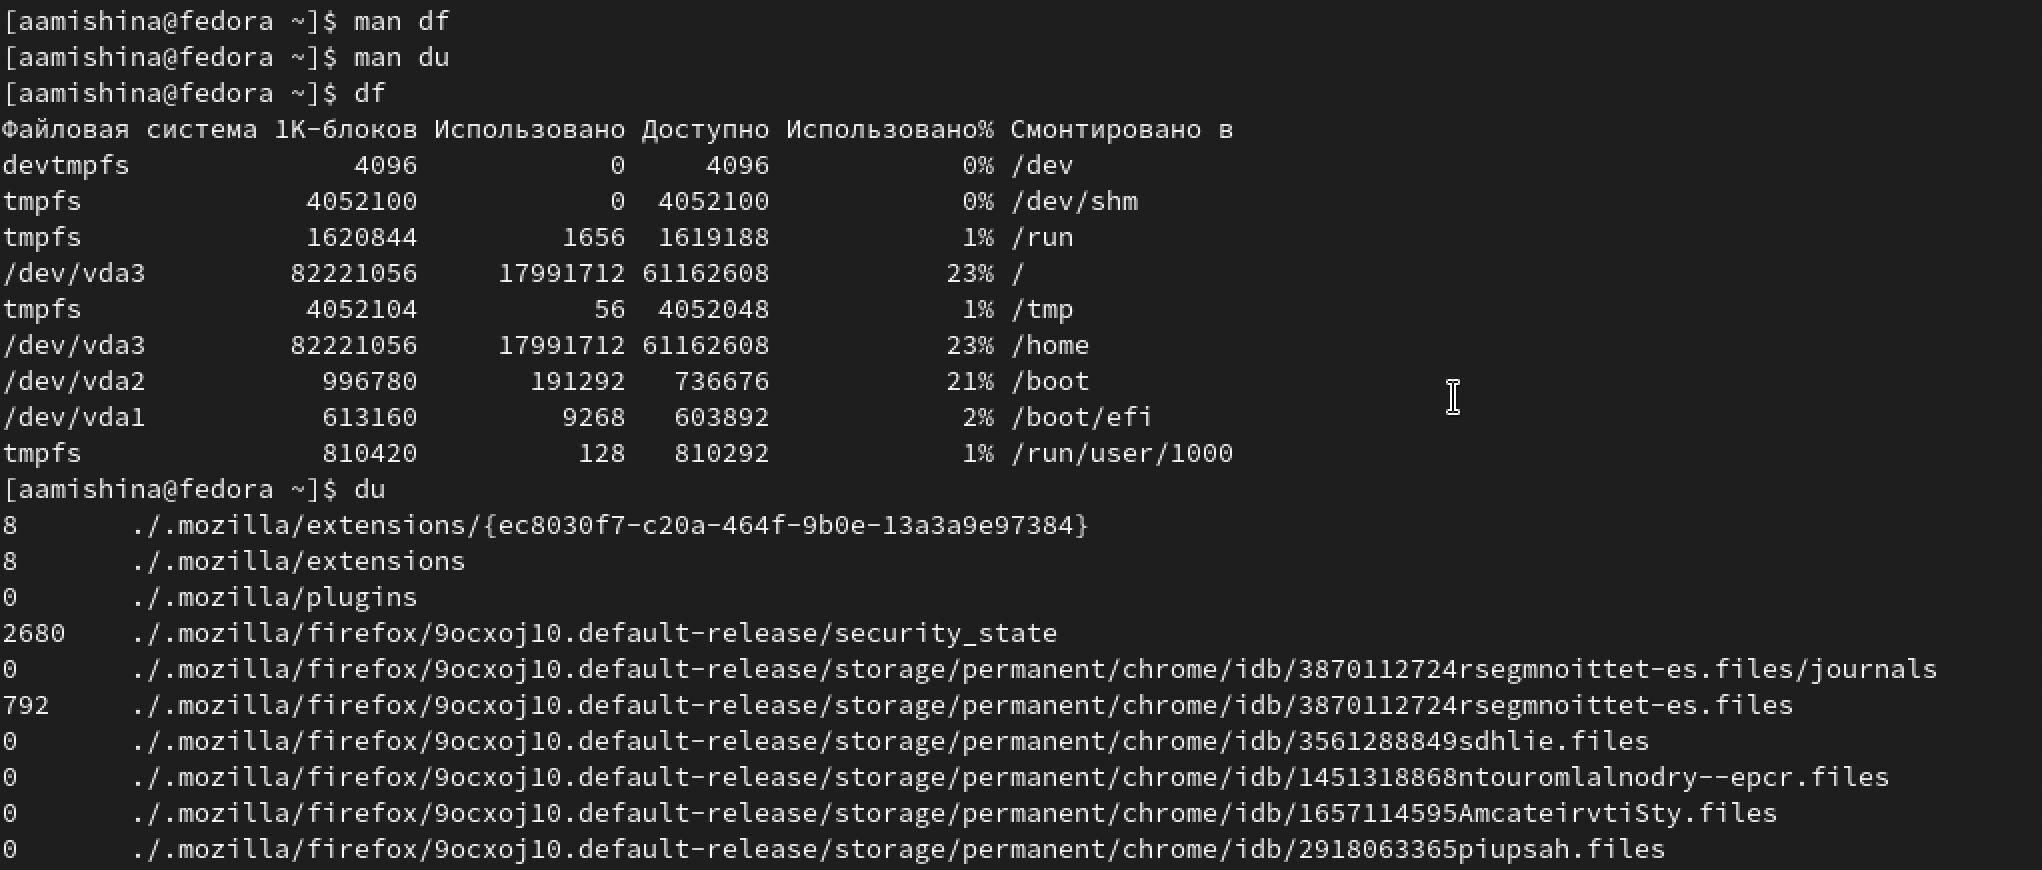 [aamishina@fedora ~]$ man df
[aamishina@fedora ~]$ man du
[aamishina@fedora ~]$ df
Файловая система 1K-блоков Использовано Доступно Использовано% Смонтировано в
devtmpfs              4096            0     4096            0% /dev
tmpfs              4052100            0  4052100            0% /dev/shm
tmpfs              1620844         1656  1619188            1% /run
/dev/vda3         82221056     17991712 61162608           23% /
tmpfs              4052104           56  4052048            1% /tmp
/dev/vda3         82221056     17991712 61162608           23% /home
/dev/vda2           996780       191292   736676           21% /boot
/dev/vda1           613160         9268   603892            2% /boot/efi
tmpfs               810420          128   810292            1% /run/user/1000
[aamishina@fedora ~]$ du
8       ./.mozilla/extensions/{ec8030f7-c20a-464f-9b0e-13a3a9e97384}
8       ./.mozilla/extensions
0       ./.mozilla/plugins
2680    ./.mozilla/firefox/9ocxoj10.default-release/security_state
0       ./.mozilla/firefox/9ocxoj10.default-release/storage/permanent/chrome/idb/3870112724rsegmnoittet-es.files/journals
792     ./.mozilla/firefox/9ocxoj10.default-release/storage/permanent/chrome/idb/3870112724rsegmnoittet-es.files
0       ./.mozilla/firefox/9ocxoj10.default-release/storage/permanent/chrome/idb/3561288849sdhlie.files
0       ./.mozilla/firefox/9ocxoj10.default-release/storage/permanent/chrome/idb/1451318868ntouromlalnodry--epcr.files
0       ./.mozilla/firefox/9ocxoj10.default-release/storage/permanent/chrome/idb/1657114595AmcateirvtiSty.files
0       ./.mozilla/firefox/9ocxoj10.default-release/storage/permanent/chrome/idb/2918063365piupsah.files